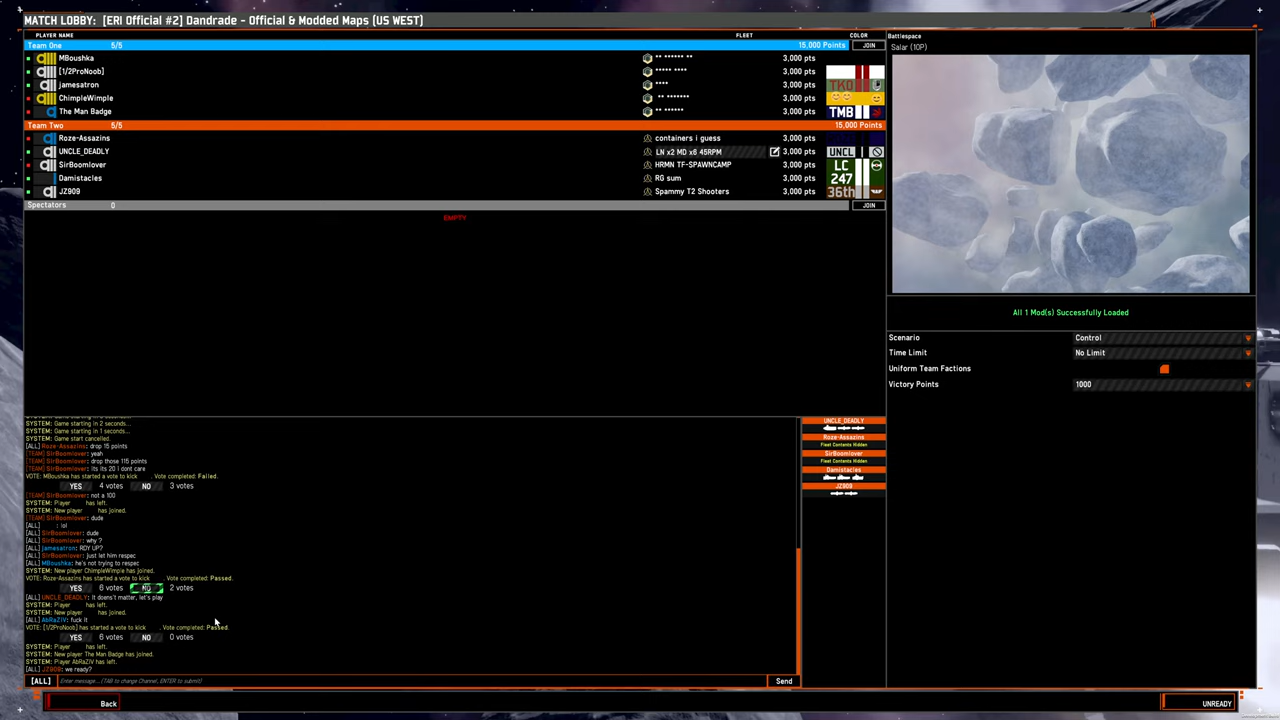 MATCH LOBBY: [ERI Official #2] Dandrade - Official & Modded Maps (US WEST)
PLAYER NAME FLEET COLOR
Team One 5/5 15,000 Points JOIN
MBoushka ** ****** ** 3,000 pts
[1/2ProNoob] ***** **** 3,000 pts
jamesatron **** 3,000 pts TKO
ChimpleWimple ** ******* 3,000 pts
The Man Badge ** ****** 3,000 pts TMB
Team Two 5/5 15,000 Points
Roze-Assazins containers i guess 3,000 pts
UNCLE_DEADLY LN x2 MD x6 45RPM 3,000 pts UNCL
SirBoomlover HRMN TF-SPAWNCAMP 3,000 pts LC
Damistacles RG sum 3,000 pts 247
JZ909 Spammy T2 Shooters 3,000 pts 36th
Spectators 0 JOIN
EMPTY
Battlespace
Salar (10P)
All 1 Mod(s) Successfully Loaded
Scenario Control
Time Limit No Limit
Uniform Team Factions
Victory Points 1000
SYSTEM: Game starting in 2 seconds...
SYSTEM: Game starting in 1 seconds...
SYSTEM: Game start cancelled.
[ALL] Roze-Assazins: drop 15 points
[TEAM] SirBoomlover: yeah
[TEAM] SirBoomlover: drop those 115 points
[TEAM] SirBoomlover: its its 20 i dont care
VOTE: MBoushka has started a vote to kick . Vote completed: Failed.
YES 4 votes NO 3 votes
[TEAM] SirBoomlover: not a 100
SYSTEM: Player has left.
SYSTEM: New player has joined.
[TEAM] SirBoomlover: dude
[ALL] : lol
[ALL] SirBoomlover: dude
[ALL] SirBoomlover: why ?
[ALL] jamesatron: RDY UP?
[ALL] SirBoomlover: just let him respec
[ALL] MBoushka: he's not trying to respec
SYSTEM: New player ChimpleWimple has joined.
VOTE: Roze-Assazins has started a vote to kick . Vote completed: Passed.
YES 6 votes NO 2 votes
[ALL] UNCLE_DEADLY: It doens't matter, let's play
SYSTEM: Player has left.
SYSTEM: New player has joined.
[ALL] AbRaZiV: fuck it
VOTE: [1/2ProNoob] has started a vote to kick . Vote completed: Passed.
YES 6 votes NO 0 votes
SYSTEM: Player has left.
SYSTEM: New player The Man Badge has joined.
SYSTEM: Player AbRaZiV has left.
[ALL] JZ909: we ready?
[ALL] Enter message... (TAB to change Channel, ENTER to submit) Send
UNCLE_DEADLY
Roze-Assazins
Fleet Contents Hidden
SirBoomlover
Fleet Contents Hidden
Damistacles
JZ909
Back
UNREADY